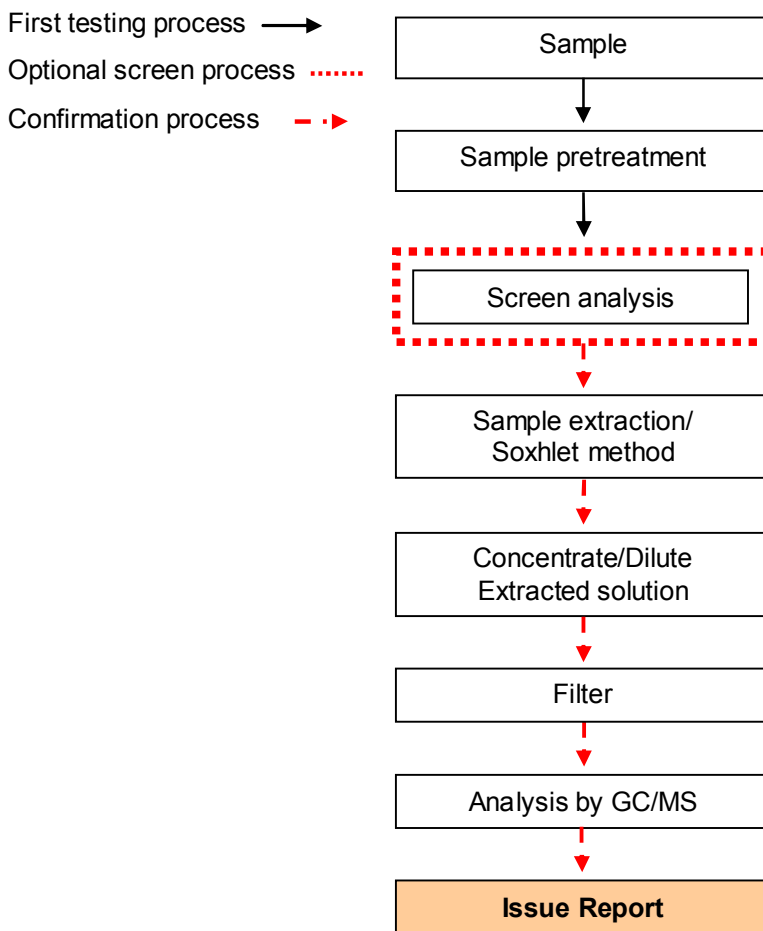 First testing process
Optional screen process
Confirmation process
Sample
Sample pretreatment
Screen analysis
Sample extraction/
Soxhlet method
Concentrate/Dilute
Extracted solution
Filter
Analysis by GC/MS
Issue Report